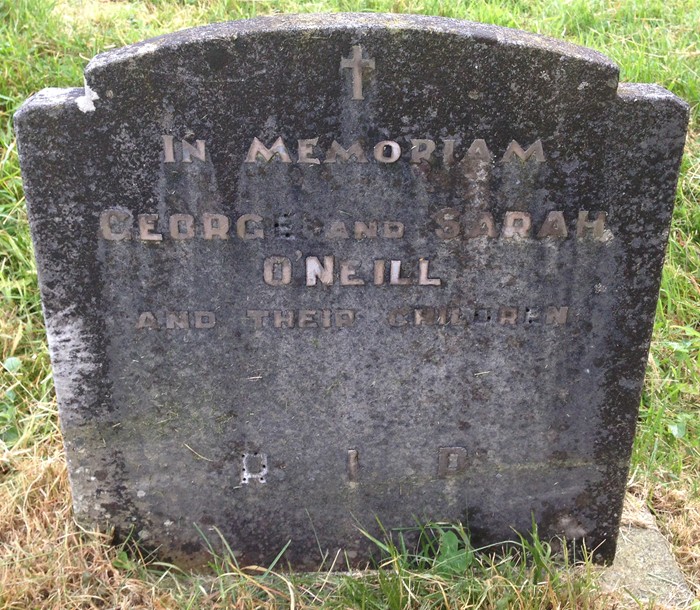 IN MEMORIAM
GEORGE AND SARAH
O'NEILL
AND THEIR CHILDREN
R I P